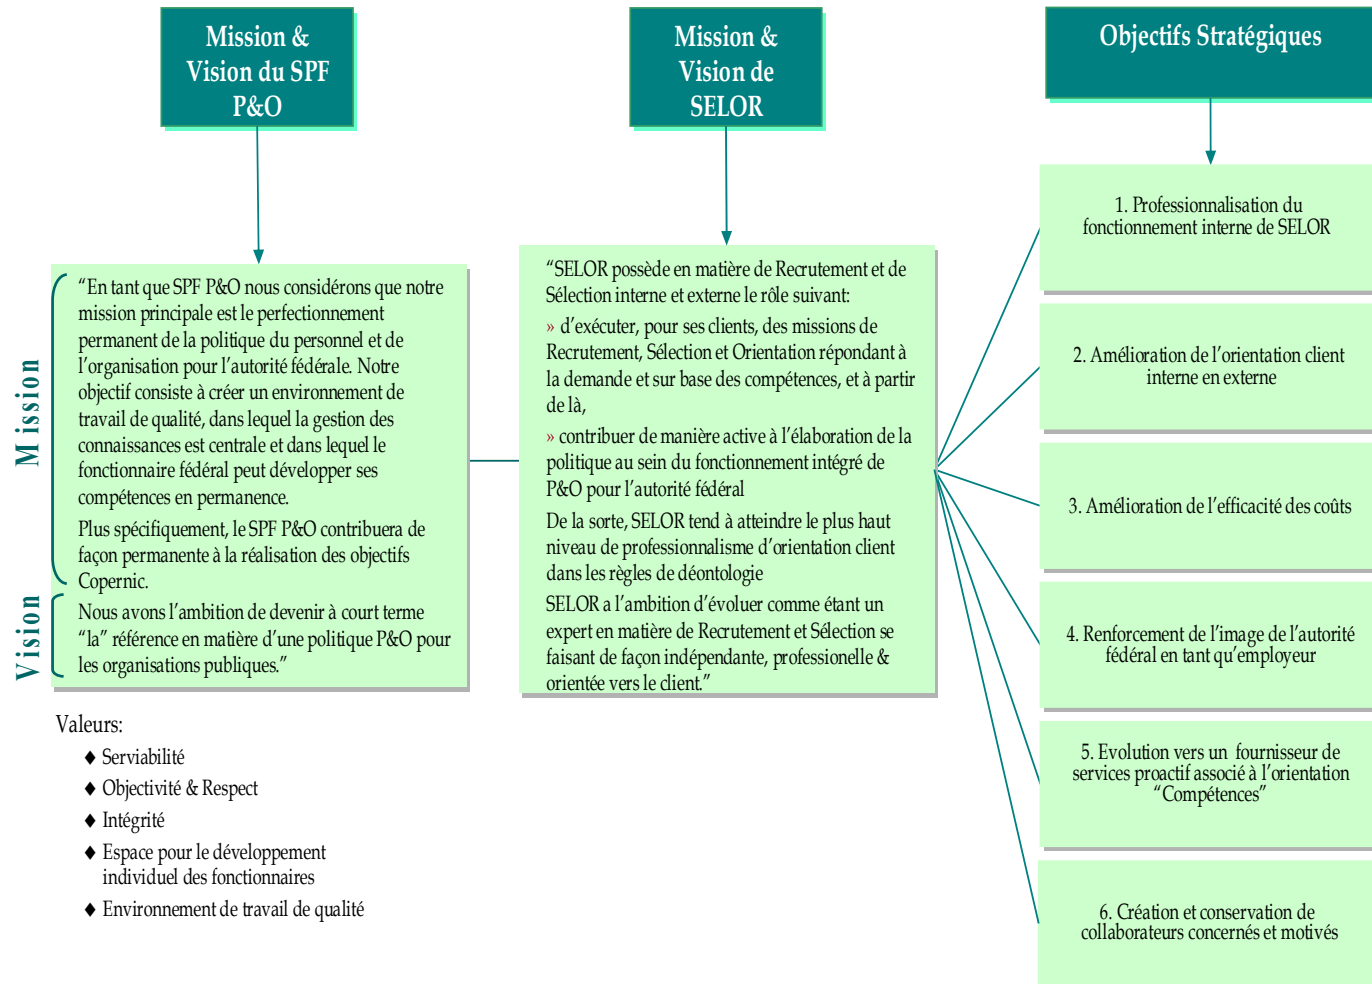 Mission &
Vision du SPF
P&O
Mission &
Vision de
SELOR
Objectifs Stratégiques
Mission
“En tant que SPF P&O nous considérons que notre
mission principale est le perfectionnement
permanent de la politique du personnel et de
l’organisation pour l’autorité fédérale. Notre
objectif consiste à créer un environnement de
travail de qualité, dans lequel la gestion des
connaissances est centrale et dans lequel le
fonctionnaire fédéral peut développer ses
compétences en permanence.
Plus spécifiquement, le SPF P&O contribuera de
façon permanente à la réalisation des objectifs
Copernic.
Vision
Nous avons l’ambition de devenir à court terme
“la” référence en matière d’une politique P&O pour
les organisations publiques.”
Valeurs:
♦ Serviabilité
♦ Objectivité & Respect
♦ Intégrité
♦ Espace pour le développement
individuel des fonctionnaires
♦ Environnement de travail de qualité
“SELOR possède en matière de Recrutement et de
Sélection interne et externe le rôle suivant:
» d’exécuter, pour ses clients, des missions de
Recrutement, Sélection et Orientation répondant à
la demande et sur base des compétences, et à partir
de là,
» contribuer de manière active à l’élaboration de la
politique au sein du fonctionnement intégré de
P&O pour l’autorité fédéral
De la sorte, SELOR tend à atteindre le plus haut
niveau de professionnalisme d’orientation client
dans les règles de déontologie
SELOR a l’ambition d’évoluer comme étant un
expert en matière de Recrutement et Sélection se
faisant de façon indépendante, professionelle &
orientée vers le client.”
1. Professionnalisation du
fonctionnement interne de SELOR
2. Amélioration de l’orientation client
interne en externe
3. Amélioration de l’efficacité des coûts
4. Renforcement de l’image de l’autorité
fédéral en tant qu’employeur
5. Evolution vers un fournisseur de
services proactif associé à l’orientation
“Compétences”
6. Création et conservation de
collaborateurs concernés et motivés